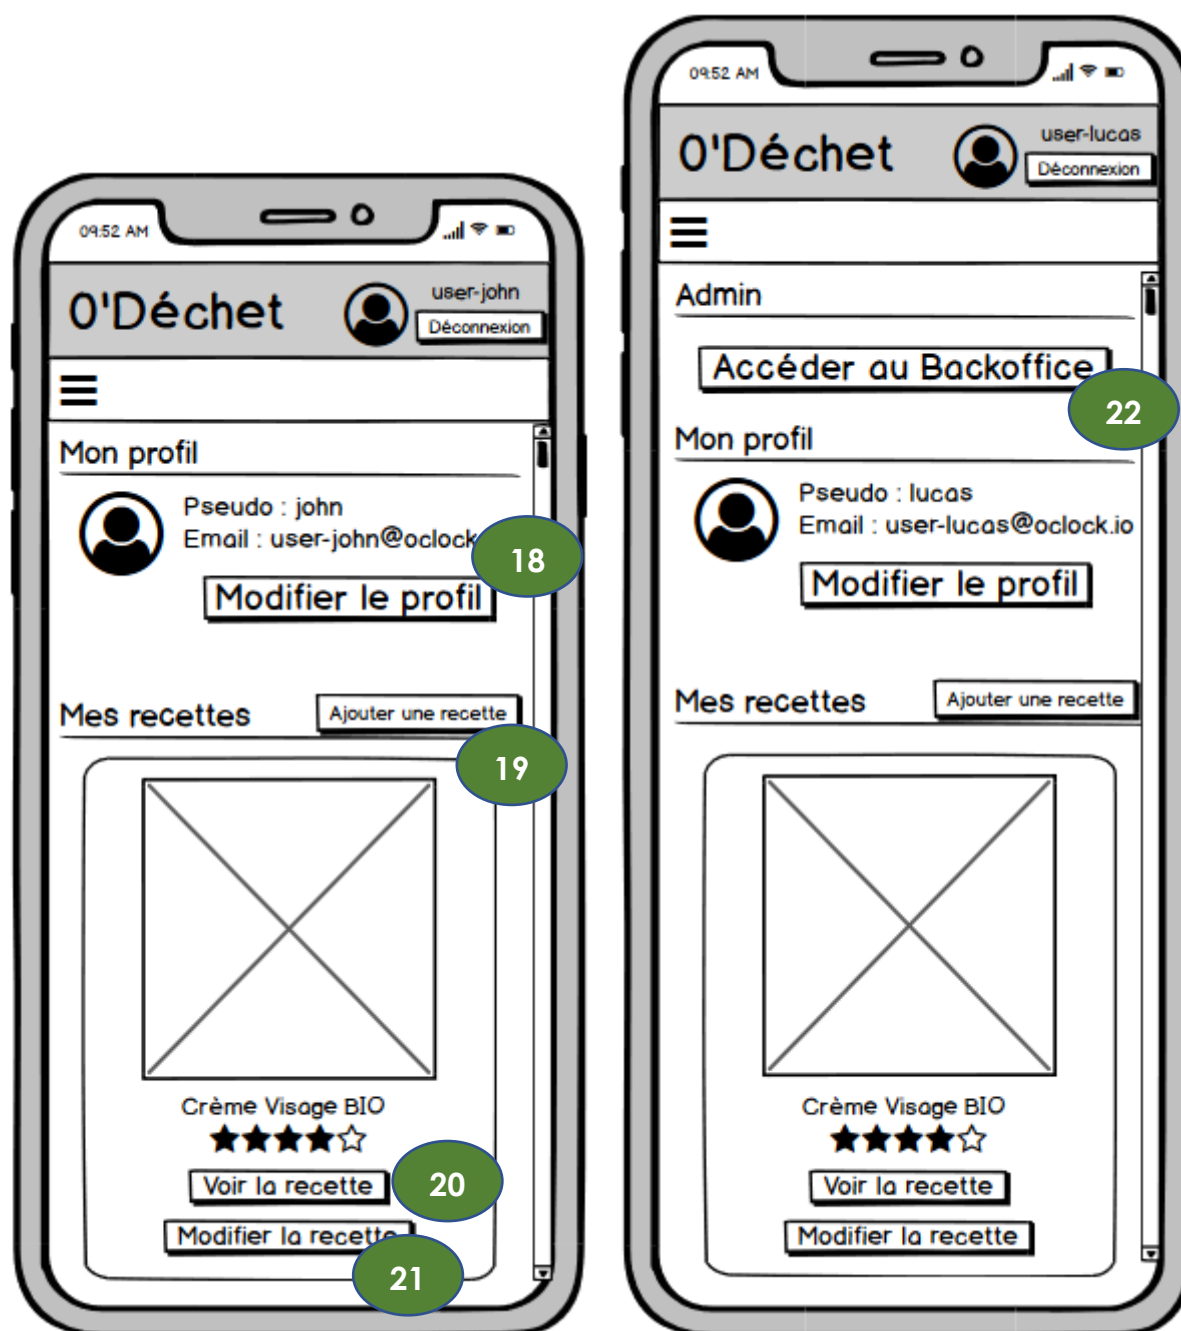 09:52 AM
0'Déchet
user-john
Déconnexion
Mon profil
Pseudo : john
Email : user-john@oclock
18
Modifier le profil
Mes recettes
Ajouter une recette
19
Crème Visage BIO
Voir la recette
20
Modifier la recette
21
09:52 AM
0'Déchet
user-lucas
Déconnexion
Admin
Accéder au Backoffice
22
Mon profil
Pseudo : lucas
Email : user-lucas@oclock.io
Modifier le profil
Mes recettes
Ajouter une recette
Crème Visage BIO
Voir la recette
Modifier la recette